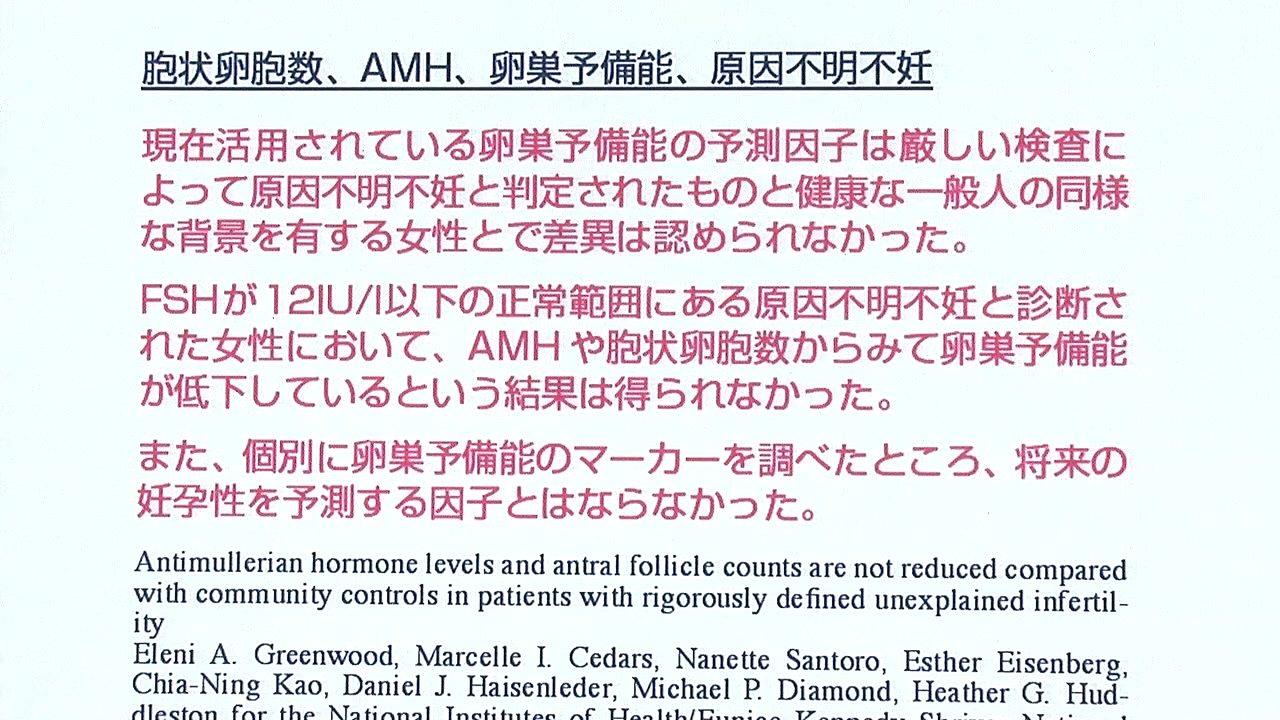 胞状卵胞数、AMH、卵巣予備能、原因不明不妊
現在活用されている卵巣予備能の予測因子は厳しい検査に
よって原因不明不妊と判定されたものと健康な一般人の同様
な背景を有する女性とで差異は認められなかった。
FSHが12IU/l以下の正常範囲にある原因不明不妊と診断さ
れた女性において、AMHや胞状卵胞数からみて卵巣予備能
が低下しているという結果は得られなかった。
また、個別に卵巣予備能のマーカーを調べたところ、将来の
妊孕性を予測する因子とはならなかった。
Antimullerian hormone levels and antral follicle counts are not reduced compared
with community controls in patients with rigorously defined unexplained infertil-
ity
Eleni A. Greenwood, Marcelle I. Cedars, Nanette Santoro, Esther Eisenberg,
Chia-Ning Kao, Daniel J. Haisenleder, Michael P. Diamond, Heather G. Hud-
dleston for the National Institutes of Health/Eunice Kennedy Shriver National